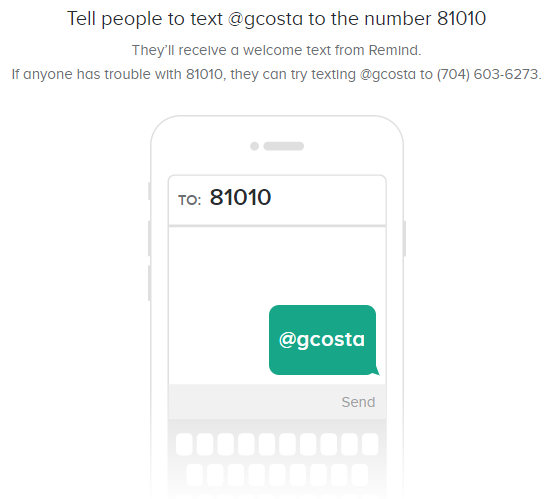 Tell people to text @gcosta to the number 81010
They’ll receive a welcome text from Remind.
If anyone has trouble with 81010, they can try texting @gcosta to (704) 603-6273.
TO: 81010
@gcosta
Send